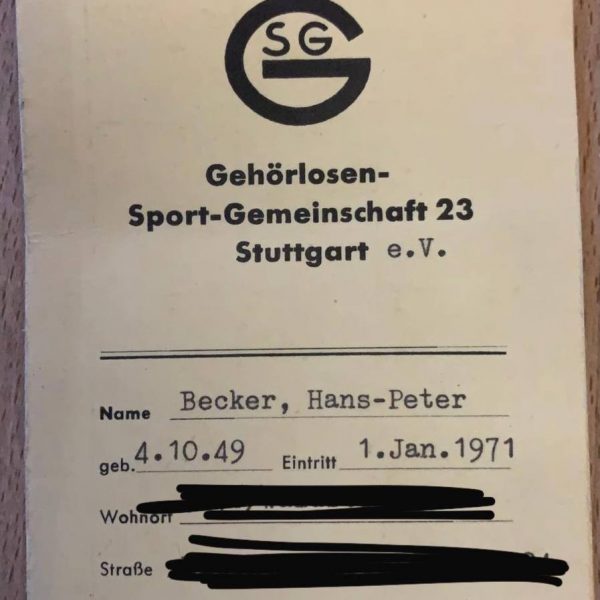 SG
G
Gehörlosen-
Sport-Gemeinschaft 23
Stuttgart e.V.
Name Becker, Hans-Peter
geb. 4.10.49 Eintritt 1.Jan.1971
Wohnort
Straße